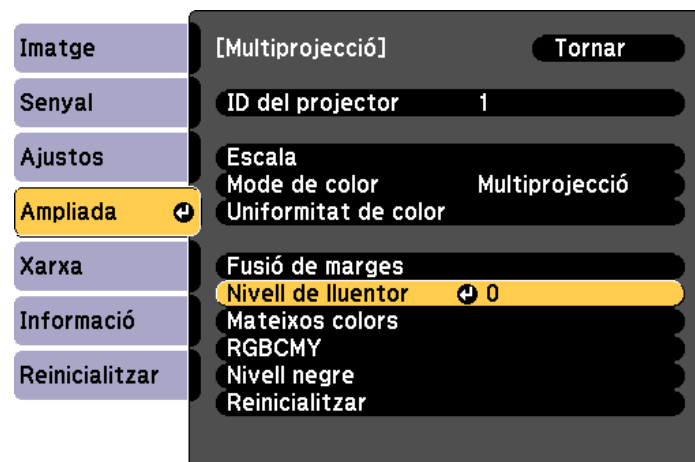 Imatge
Senyal
Ajustos
Ampliada
Xarxa
Informació
Reinicialitzar
[Multiprojecció] Tornar
ID del projector 1
Escala
Mode de color Multiprojecció
Uniformitat de color
Fusió de marges
Nivell de lluentor 0
Mateixos colors
RGBCMY
Nivell negre
Reinicialitzar